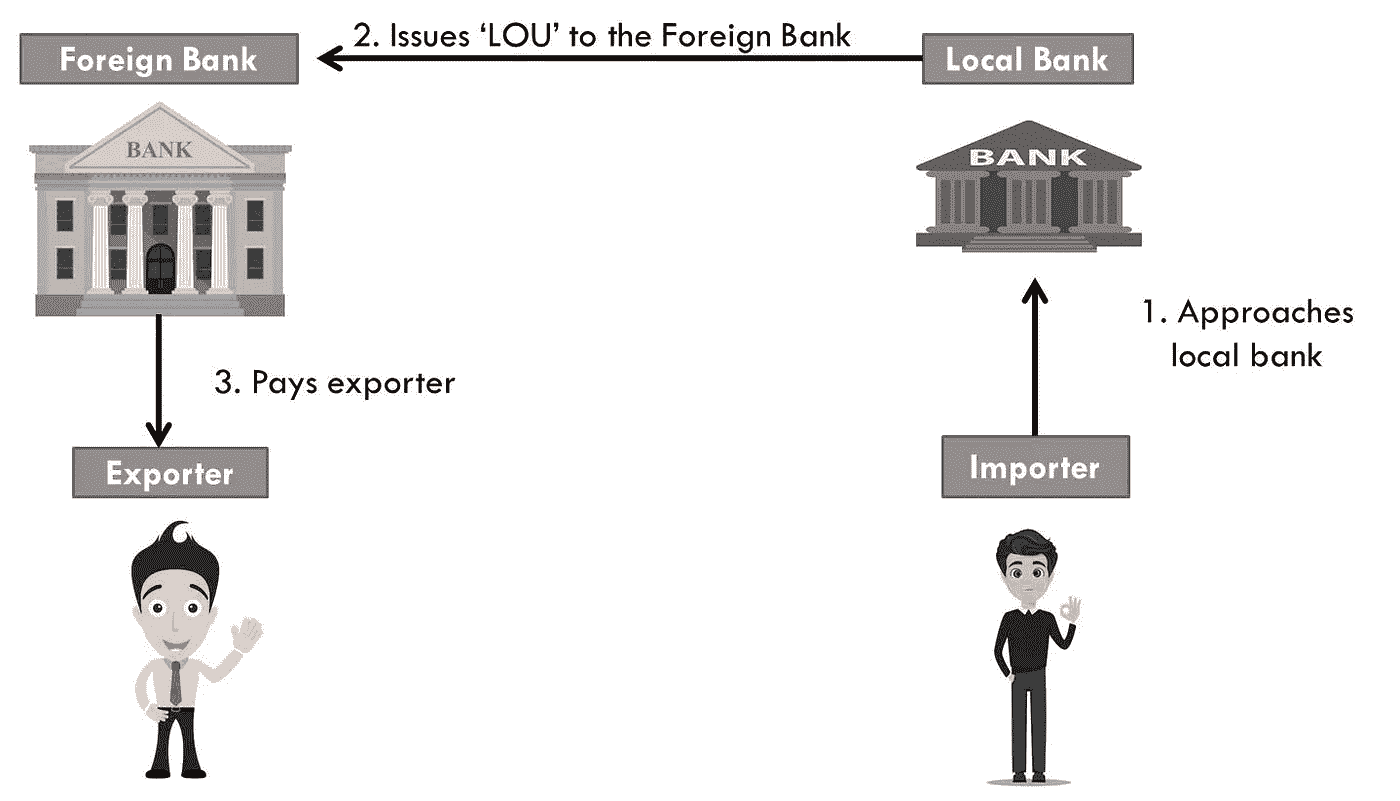 2. Issues ‘LOU’ to the Foreign Bank
Foreign Bank
Local Bank
BANK
BANK
1. Approaches
local bank
3. Pays exporter
Exporter
Importer